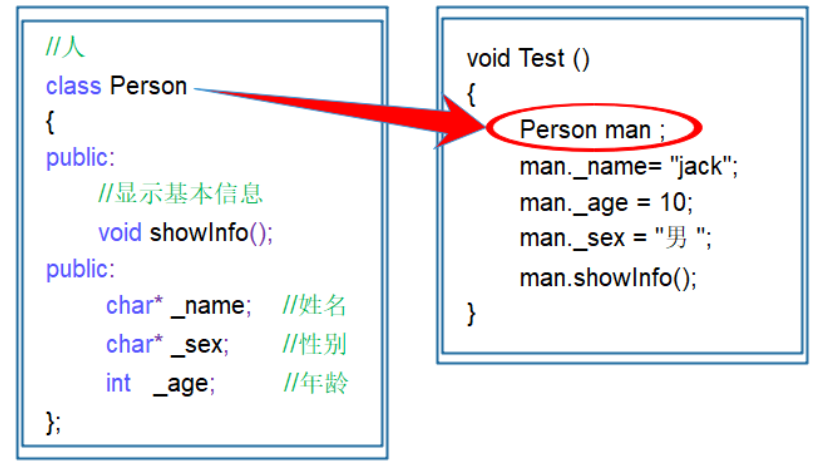 //人
class Person
{
public:
//显示基本信息
void showInfo();
public:
char* _name; //姓名
char* _sex; //性别
int _age; //年龄
};
void Test ()
{
Person man ;
man._name= "jack";
man._age = 10;
man._sex = "男 ";
man.showInfo();
}